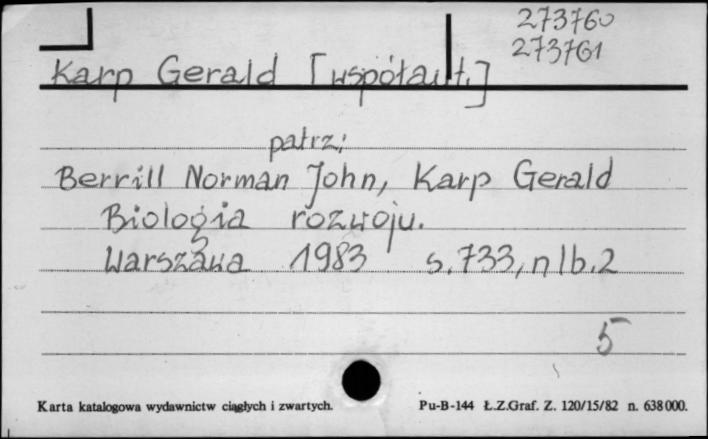 273760
273761
Karp Gerald [współaut.]
patrz:
Berrill Norman John, Karp Gerald
Biologia rozwoju.
Warszawa 1983 s.733, nlb.2
5
Karta katalogowa wydawnictw ciągłych i zwartych. Pu-B-144 Ł.Z.Graf. Z. 120/15/82 n. 638000.